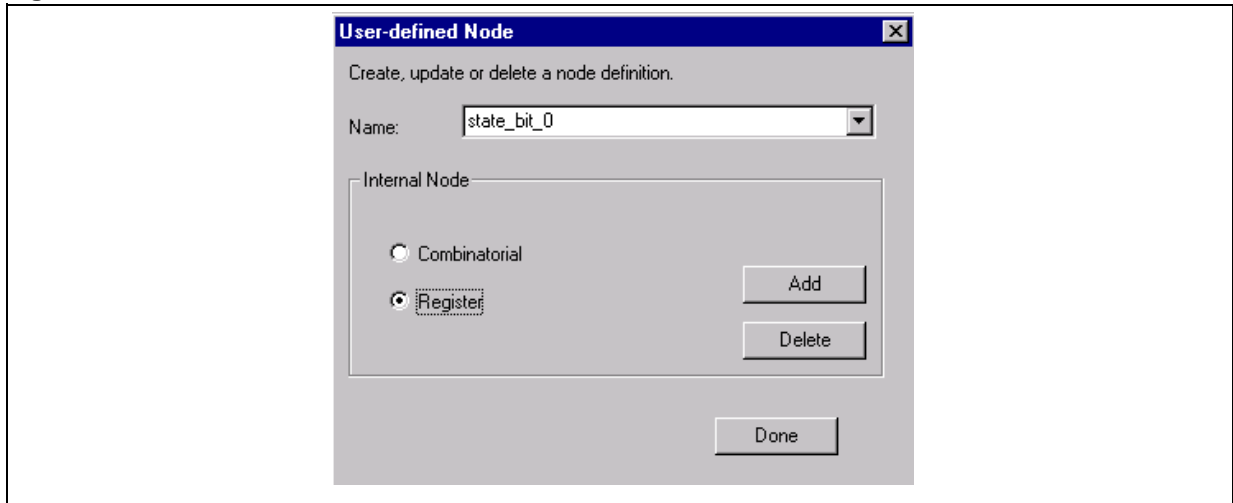 User-defined Node
Create, update or delete a node definition.
Name: state_bit_0
Internal Node
Combinatorial
Add
Register
Delete
Done